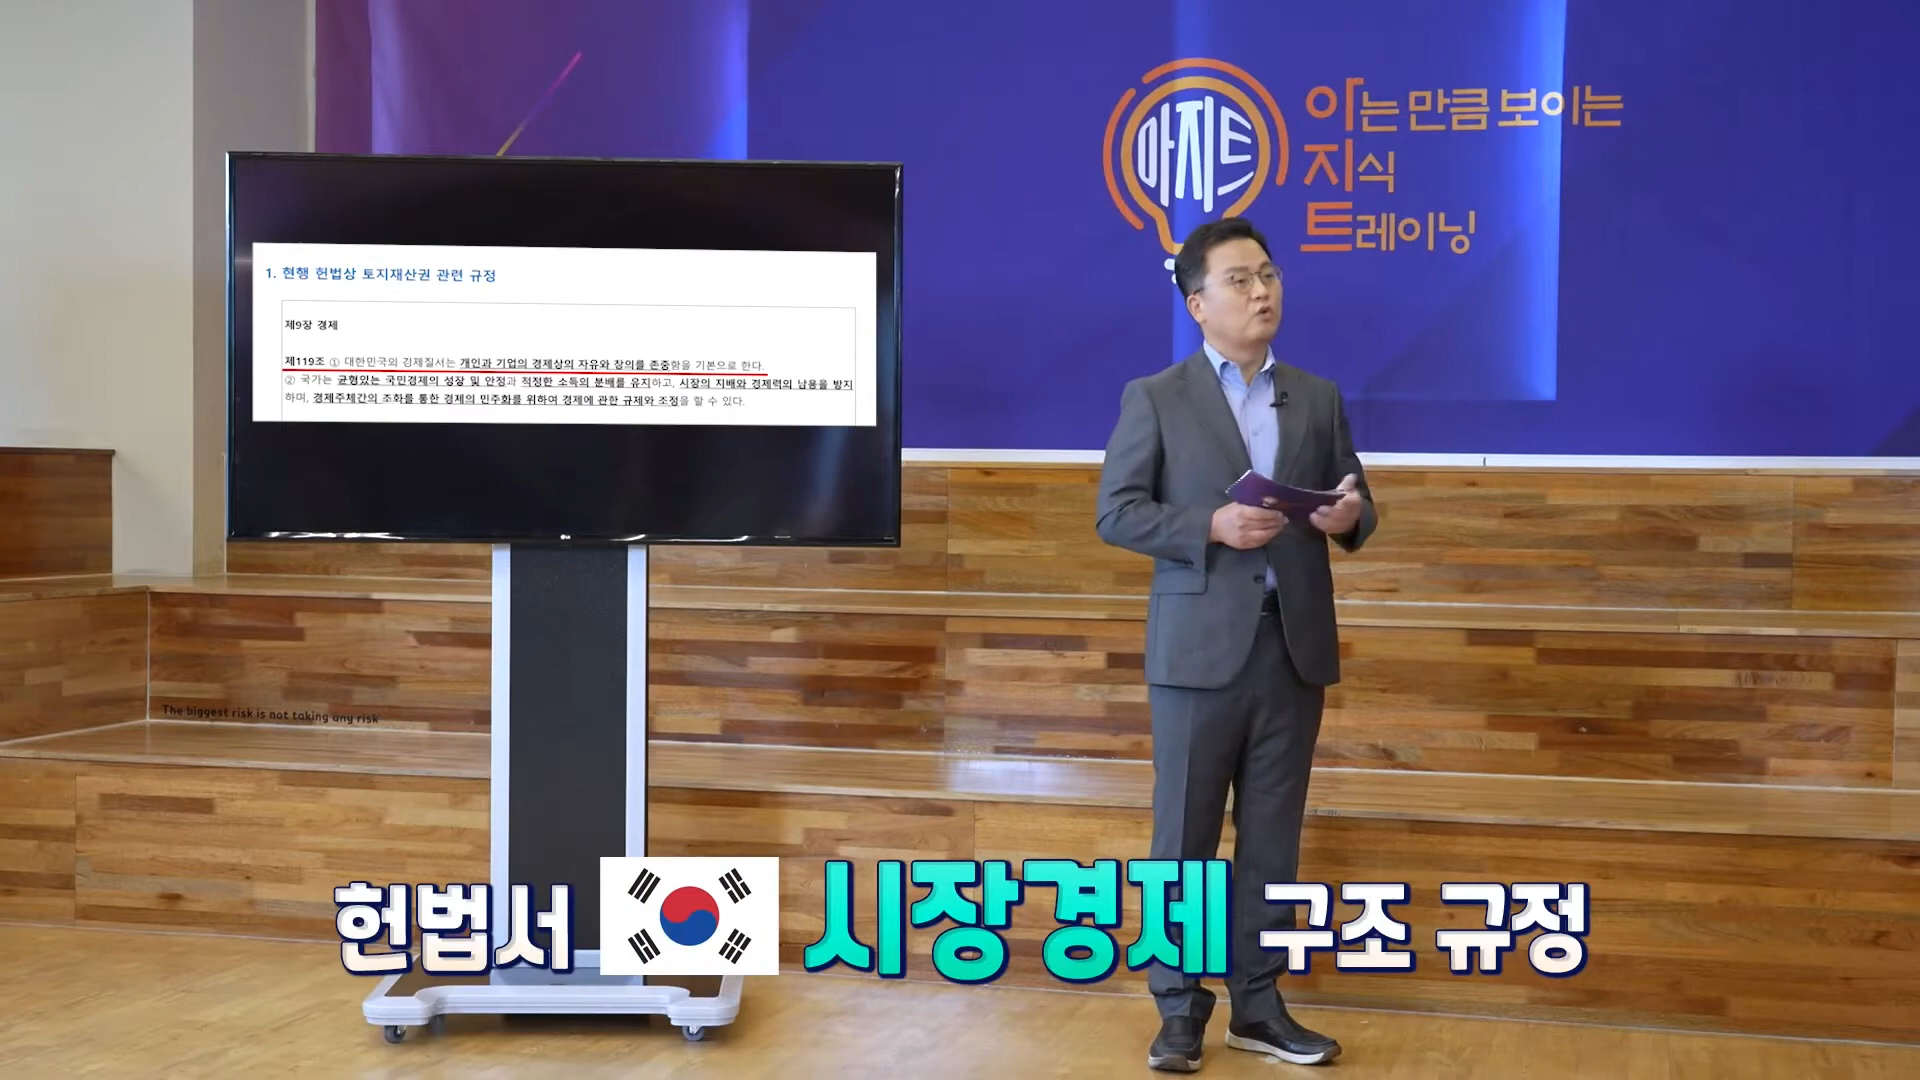 아지트
아는 만큼 보이는
지식
트레이닝
1. 현행 헌법상 토지재산권 관련 규정
제9장 경제
제119조 ① 대한민국의 경제질서는 개인과 기업의 경제상의 자유와 창의를 존중함을 기본으로 한다.
② 국가는 균형있는 국민경제의 성장 및 안정과 적정한 소득의 분배를 유지하고, 시장의 지배와 경제력의 남용을 방지
하며, 경제주체간의 조화를 통한 경제의 민주화를 위하여 경제에 관한 규제와 조정을 할 수 있다.
LG
The biggest risk is not taking any risk
헌법서 시장경제 구조 규정